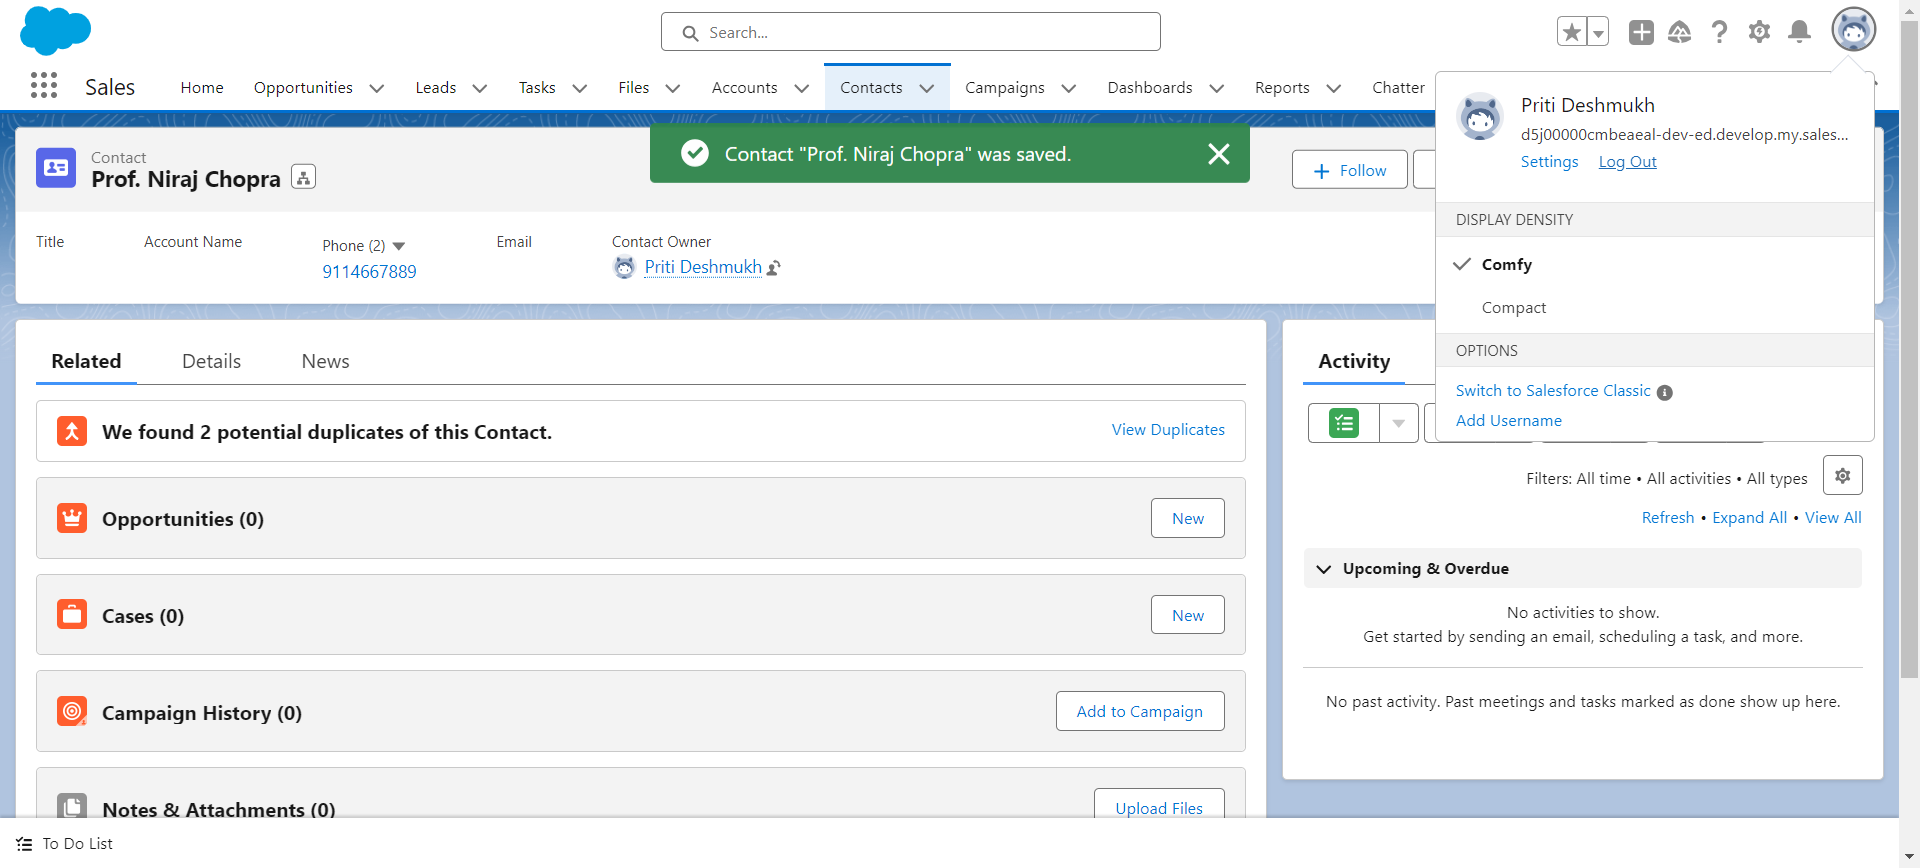 Search...
Sales
Home
Opportunities
Leads
Tasks
Files
Accounts
Contacts
Campaigns
Dashboards
Reports
Chatter
Contact
Prof. Niraj Chopra
Contact "Prof. Niraj Chopra" was saved.
Follow
Title
Account Name
Phone (2)
9114667889
Email
Contact Owner
Priti Deshmukh
Priti Deshmukh
d5j00000cmbeaeal-dev-ed.develop.my.sales...
Settings
Log Out
DISPLAY DENSITY
Comfy
Compact
OPTIONS
Switch to Salesforce Classic
Add Username
Related
Details
News
We found 2 potential duplicates of this Contact.
View Duplicates
Opportunities (0)
New
Cases (0)
New
Campaign History (0)
Add to Campaign
Notes & Attachments (0)
Upload Files
Activity
Filters: All time • All activities • All types
Refresh • Expand All • View All
Upcoming & Overdue
No activities to show.
Get started by sending an email, scheduling a task, and more.
No past activity. Past meetings and tasks marked as done show up here.
To Do List